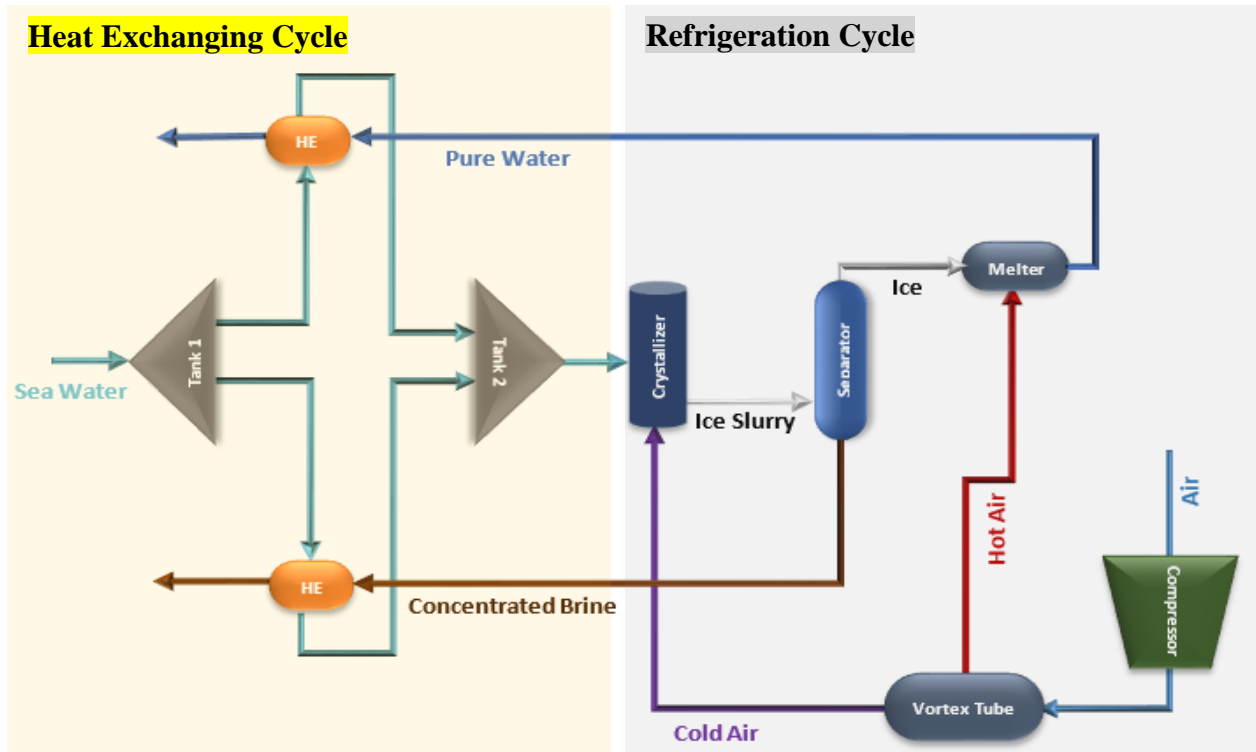 Heat Exchanging Cycle
Refrigeration Cycle
HE
Pure Water
Melter
Ice
Tank 1
Tank 2
Crystallizer
Separator
Sea Water
Ice Slurry
Air
Hot Air
HE
Concentrated Brine
Compressor
Vortex Tube
Cold Air